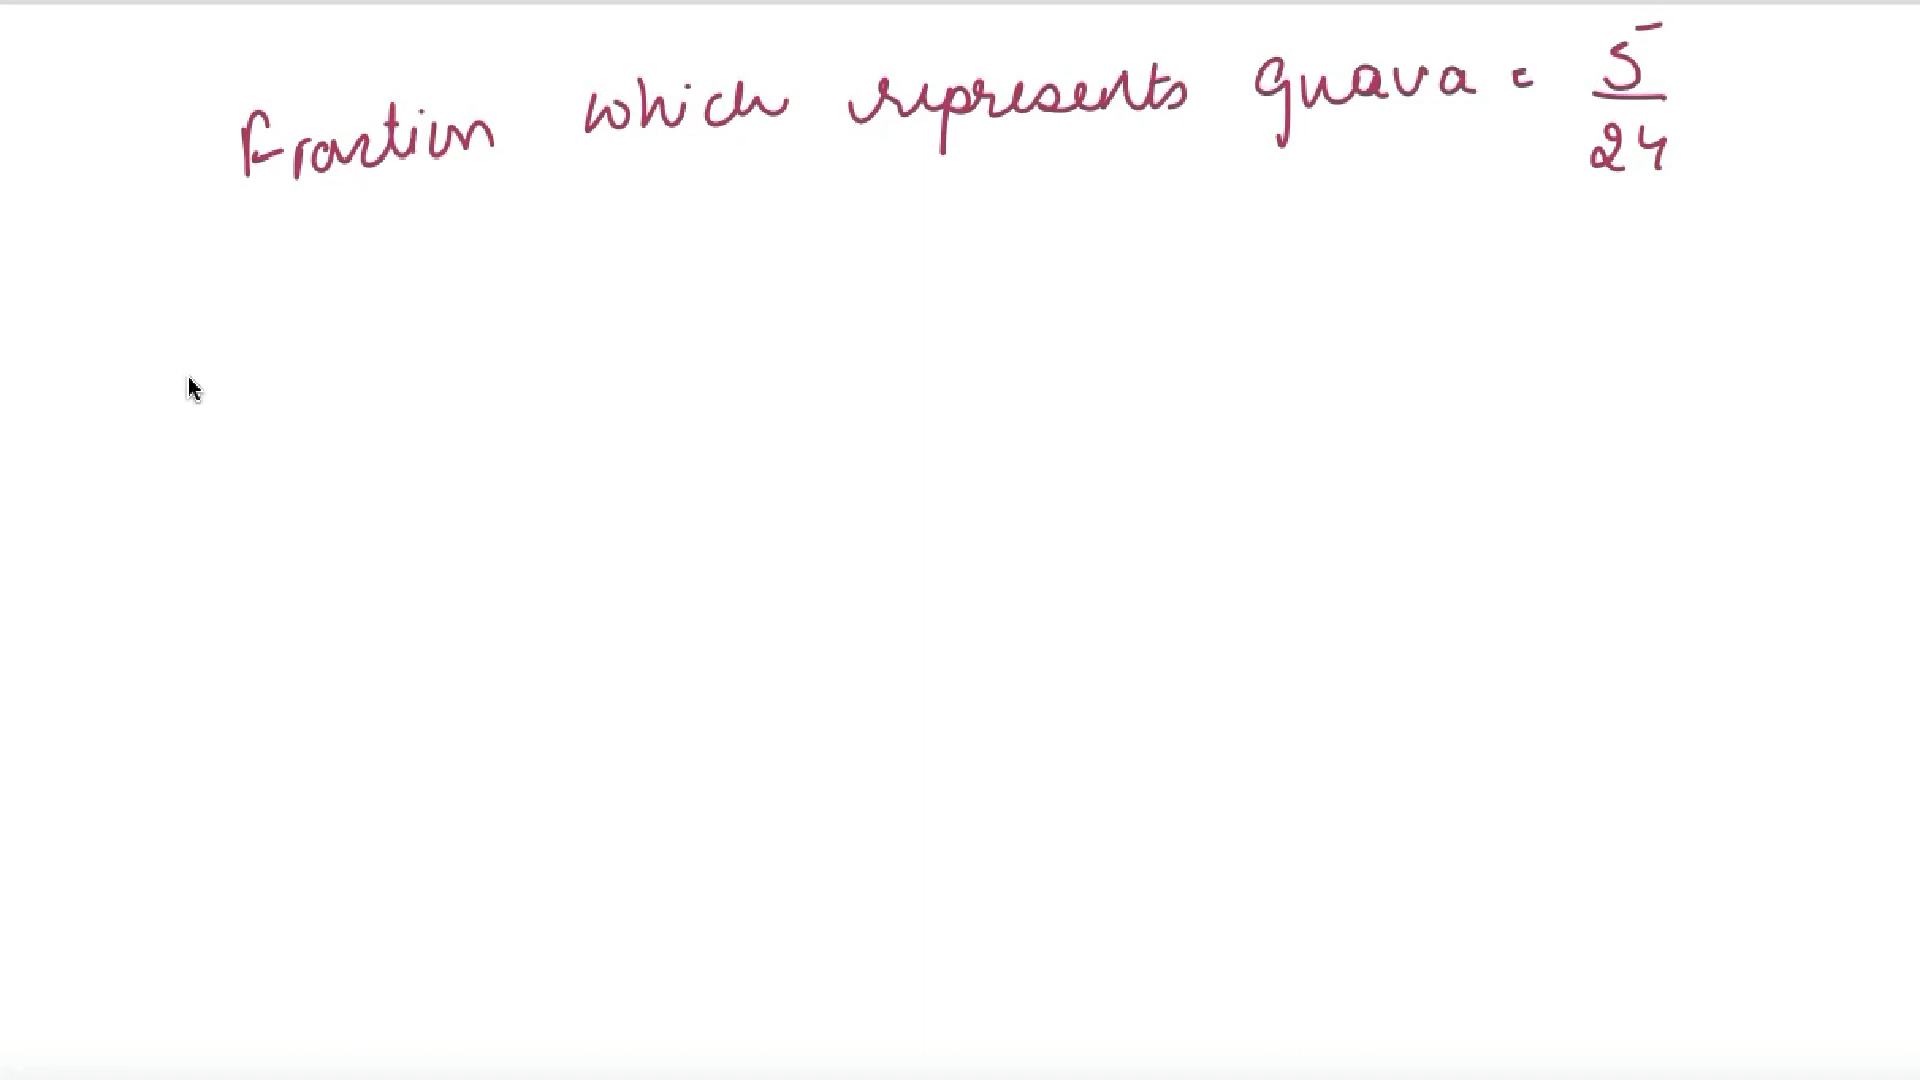 Fraction which represents guava = 5/24